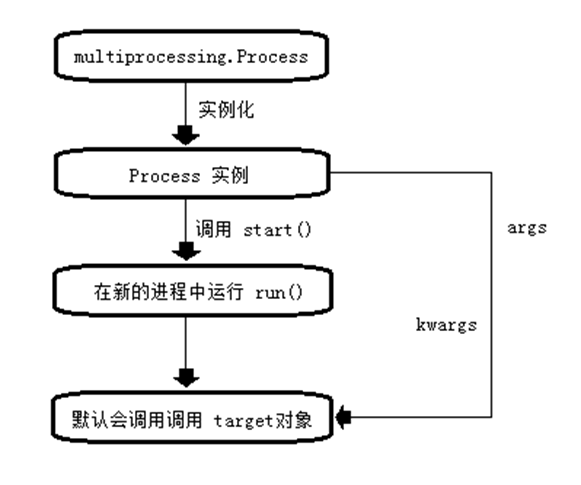 multiprocessing.Process
实例化
Process 实例
调用 start()
args
在新的进程中运行 run()
kwargs
默认会调用调用 target对象